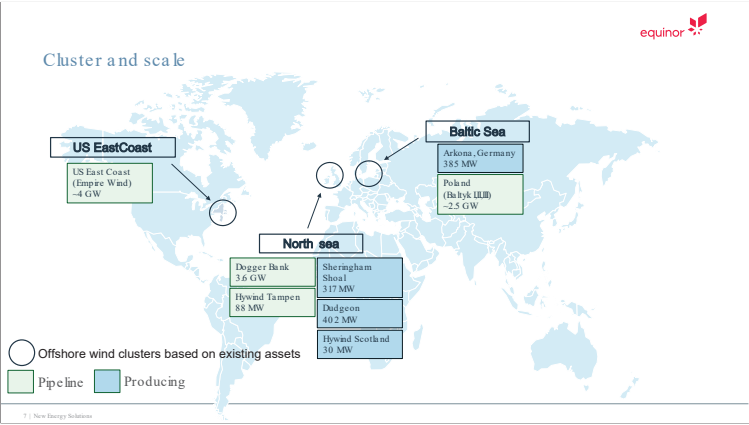 equinor
Cluster and scale
US EastCoast
US East Coast
(Empire Wind)
~4 GW
Baltic Sea
Arkona, Germany
385 MW
Poland
(Baltyk I,II,III)
~2.5 GW
North sea
Dogger Bank
3.6 GW
Hywind Tampen
88 MW
Sheringham
Shoal
317 MW
Dudgeon
402 MW
Hywind Scotland
30 MW
Offshore wind clusters based on existing assets
Pipeline
Producing
7 | New Energy Solutions